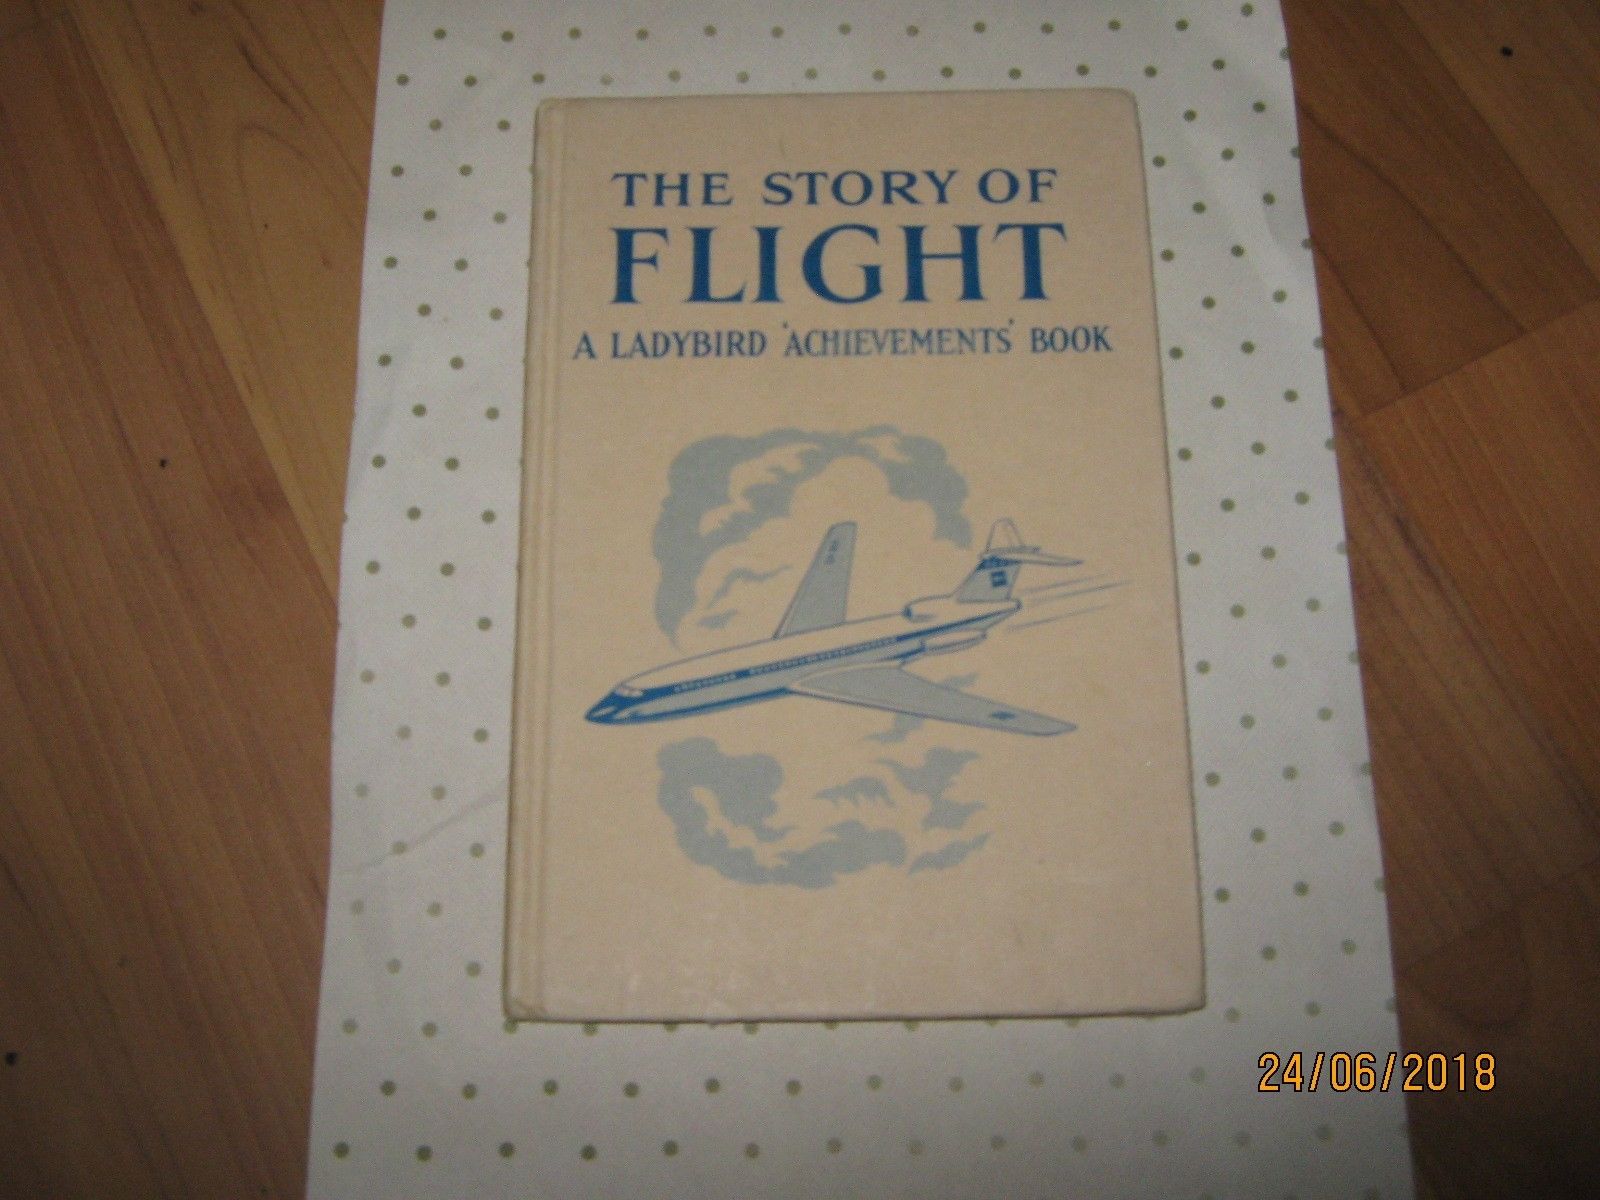 THE STORY OF
FLIGHT
A LADYBIRD 'ACHIEVEMENTS' BOOK
24/06/2018